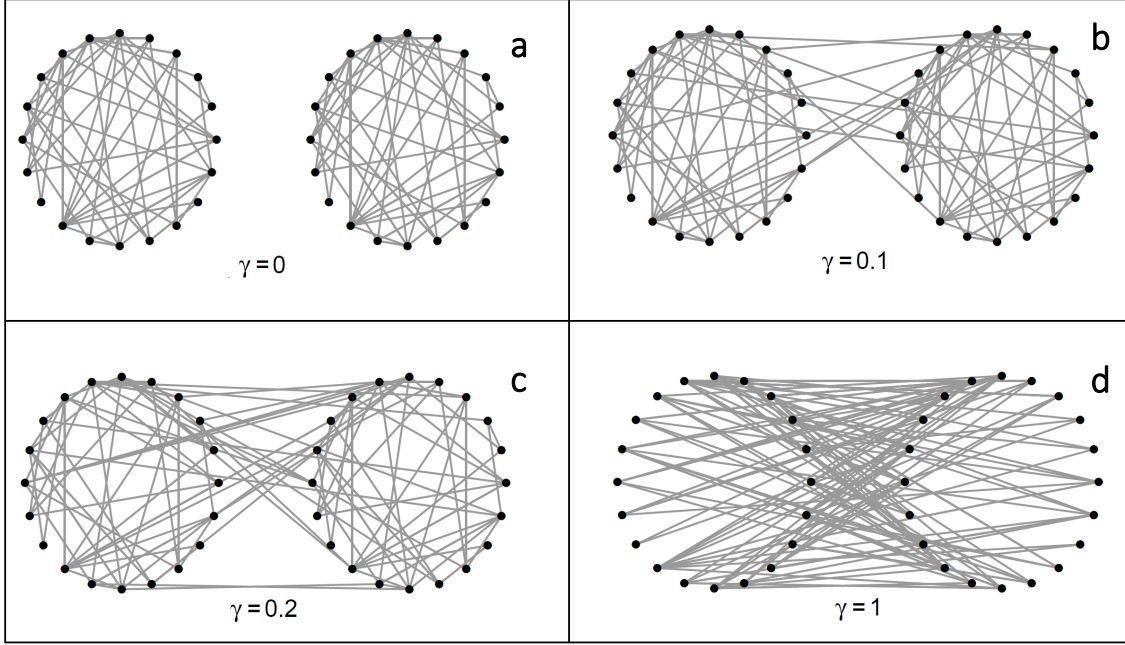 a
γ = 0
b
γ = 0.1
c
γ = 0.2
d
γ = 1